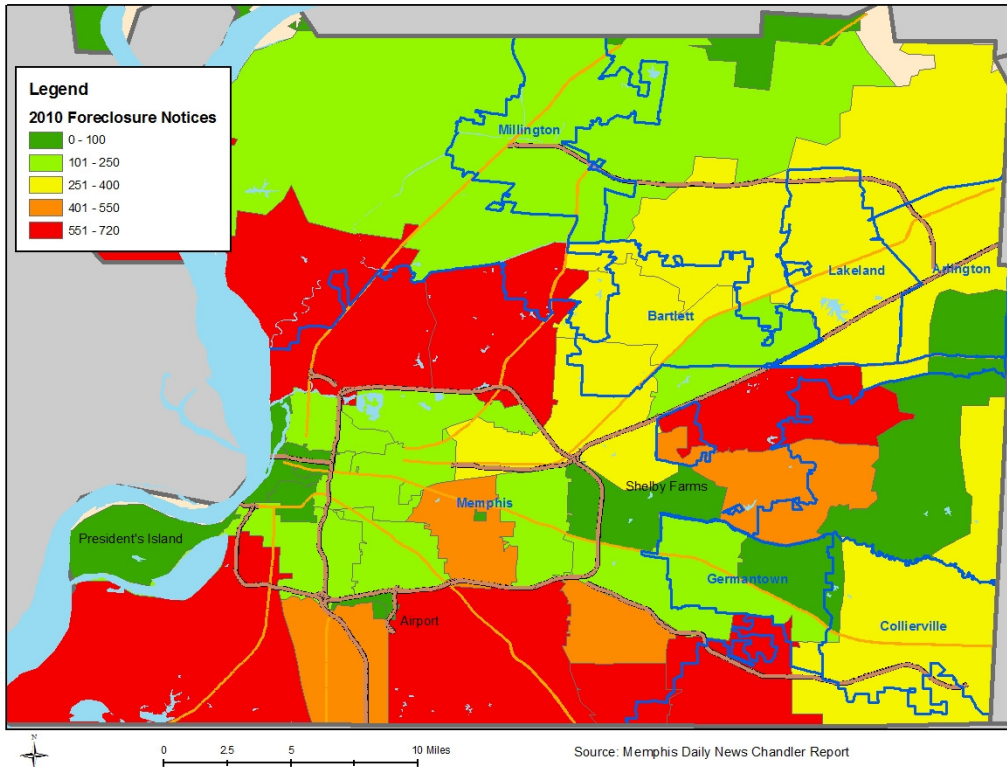 Legend
2010 Foreclosure Notices
0 - 100
101 - 250
251 - 400
401 - 550
551 - 720
Millington
Lakeland
Arlington
Bartlett
Shelby Farms
Memphis
President's Island
Germantown
Airport
Collierville
N
0 2.5 5 10 Miles
Source: Memphis Daily News Chandler Report